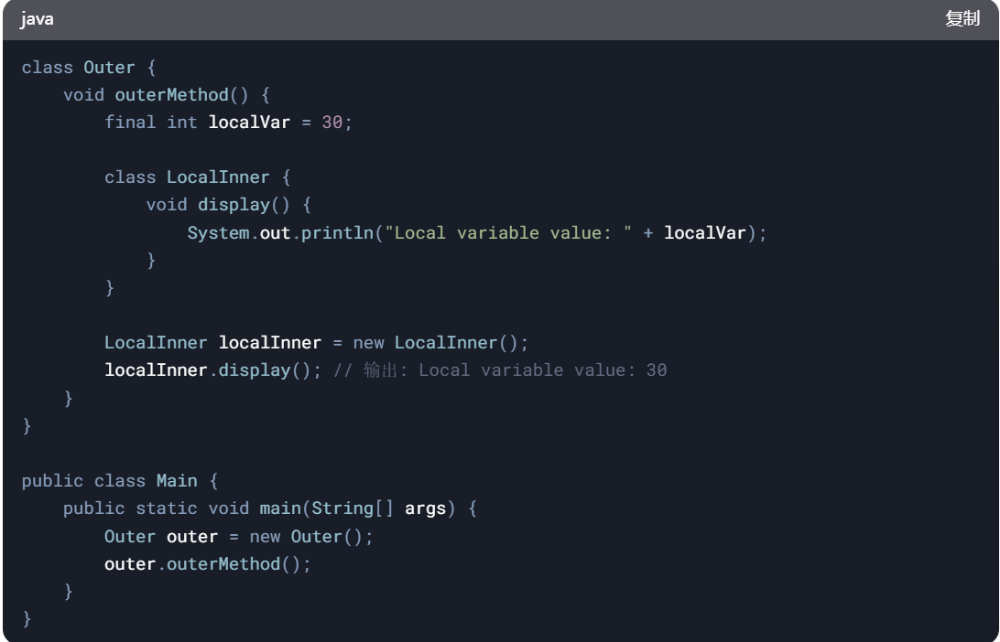 java
复制
class Outer {
    void outerMethod() {
        final int localVar = 30;

        class LocalInner {
            void display() {
                System.out.println("Local variable value: " + localVar);
            }
        }

        LocalInner localInner = new LocalInner();
        localInner.display(); // 输出: Local variable value: 30
    }
}

public class Main {
    public static void main(String[] args) {
        Outer outer = new Outer();
        outer.outerMethod();
    }
}